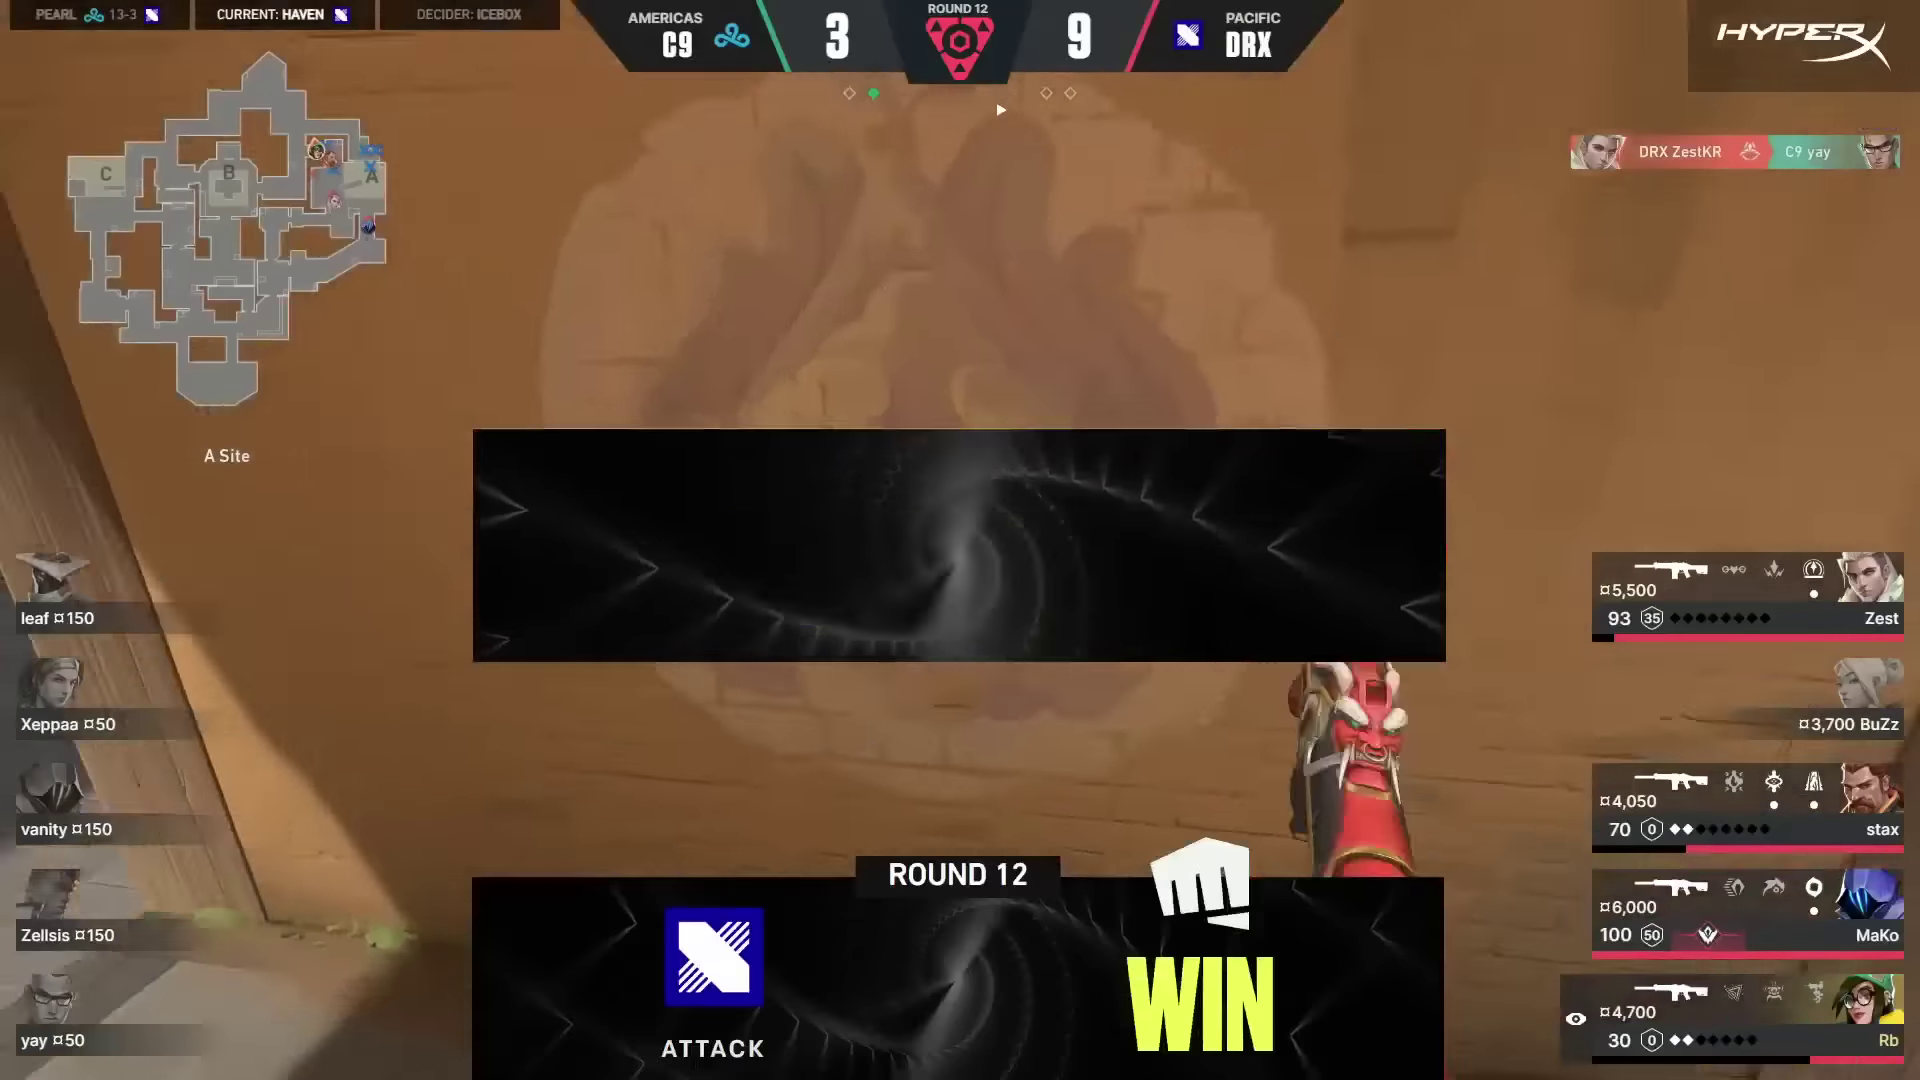 PEARL 13-3
CURRENT: HAVEN
DECIDER: ICEBOX
AMERICAS
C9
3
ROUND 12
9
PACIFIC
DRX
HYPERX
C
B
A
A Site
DRX ZestKR
C9 yay
leaf ¤150
Xeppaa ¤50
vanity ¤150
Zellsis ¤150
yay ¤50
¤5,500
93 35 Zest
¤3,700 BuZz
¤4,050
70 0 stax
¤6,000
100 50 MaKo
¤4,700
30 0 Rb
ROUND 12
ATTACK
WIN